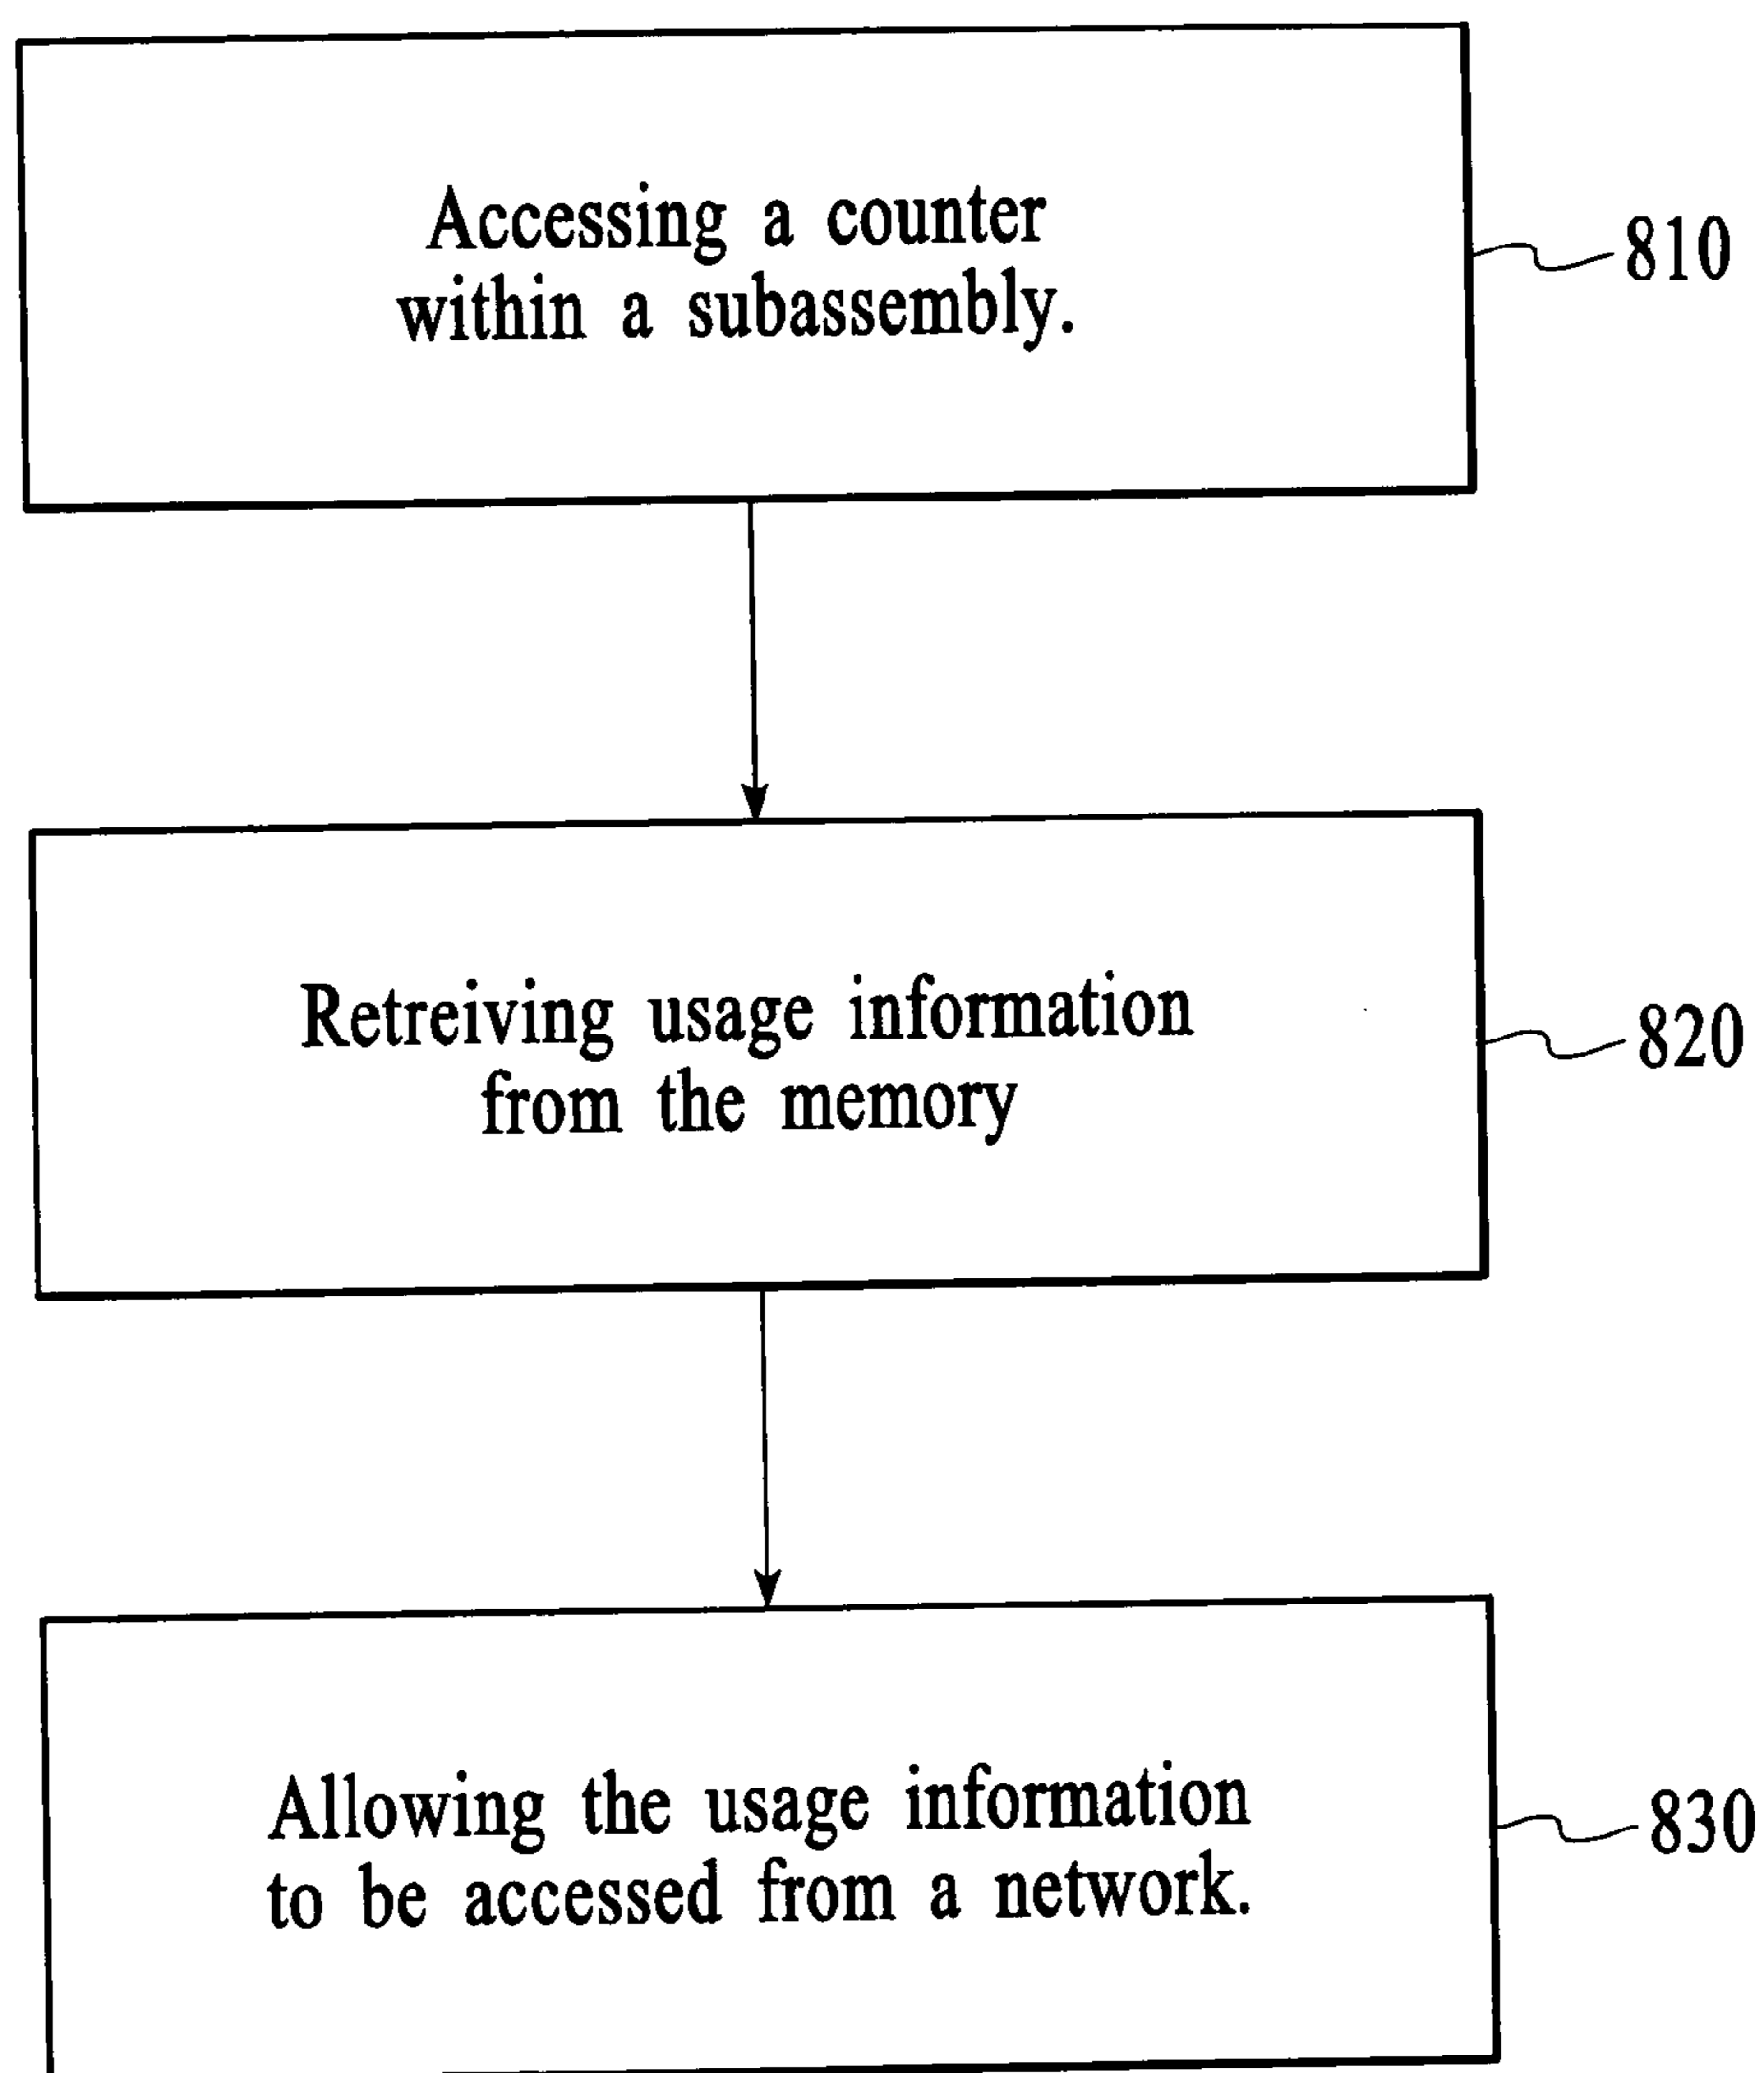 Accessing a counter
within a subassembly.
810
Retreiving usage information
from the memory
820
Allowing the usage information
to be accessed from a network.
830